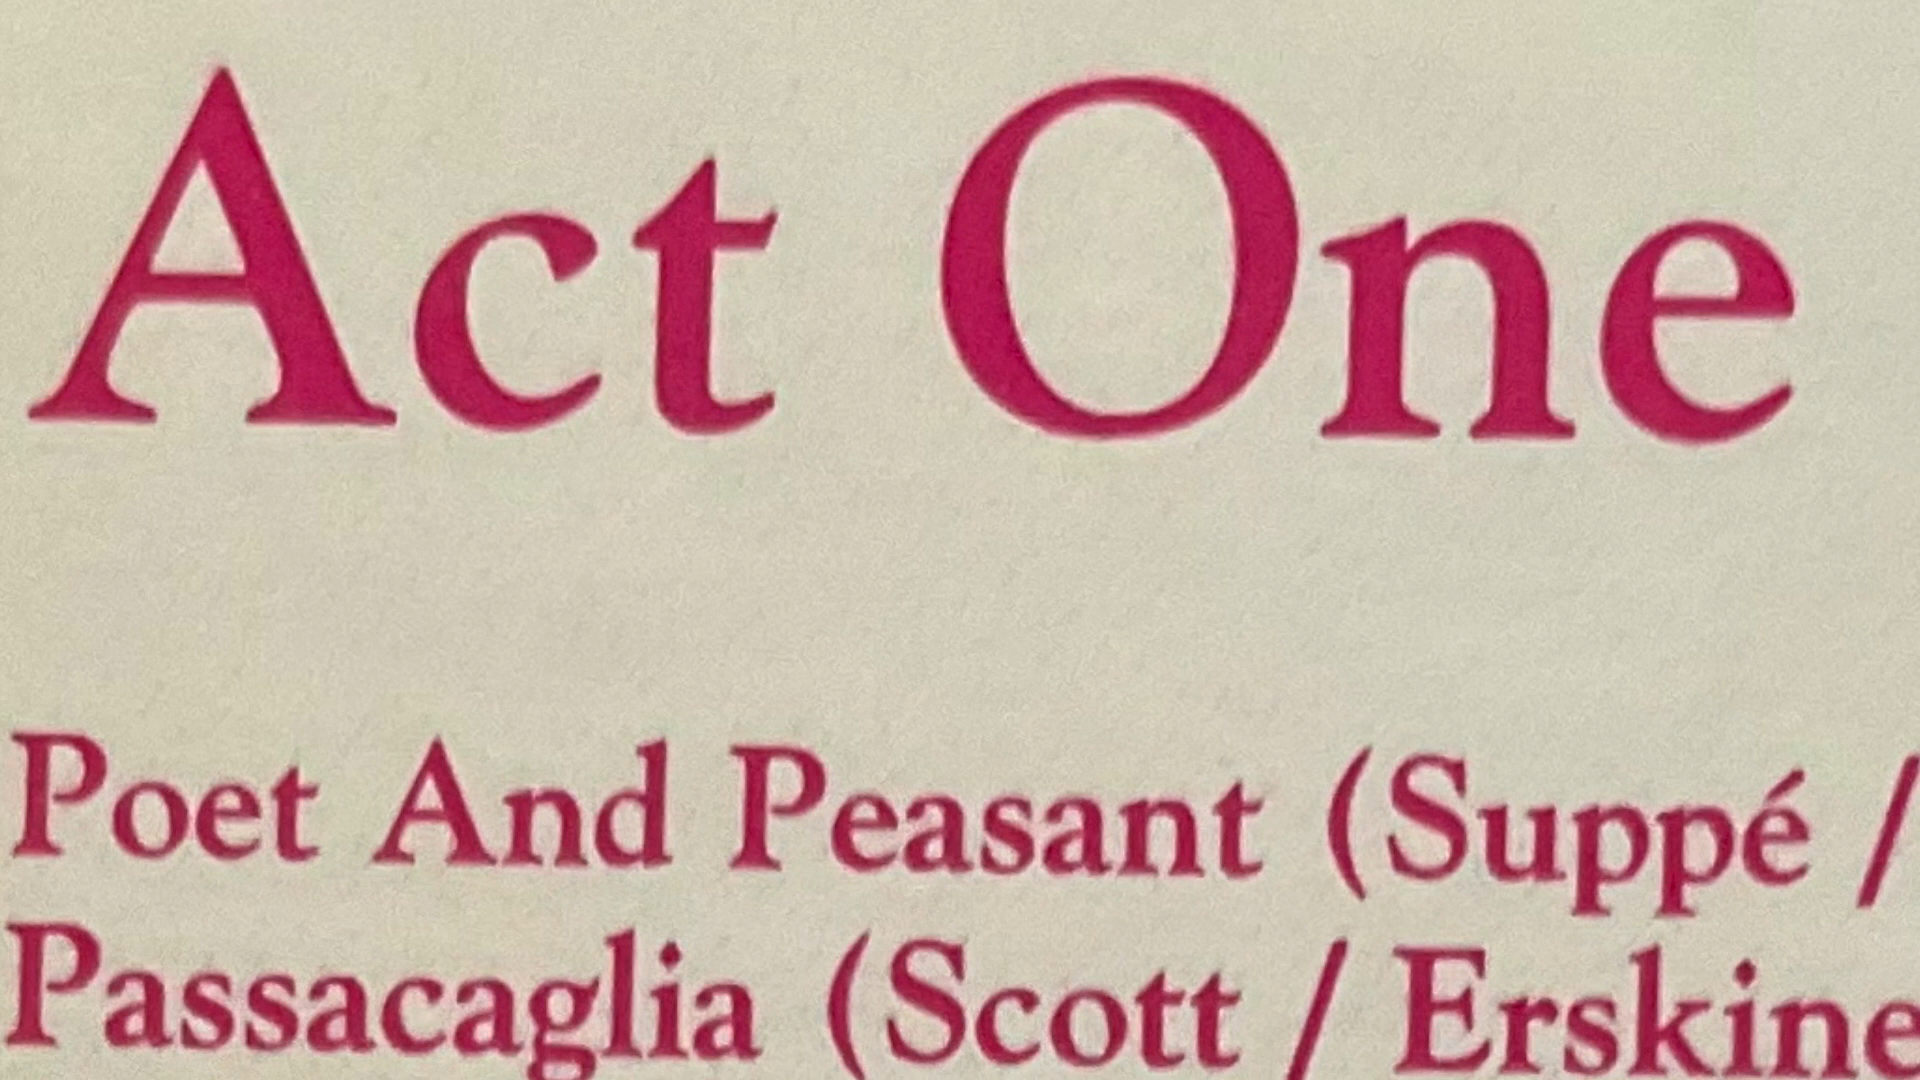 Act One
Poet And Peasant (Suppé /
Passacaglia (Scott / Erskine